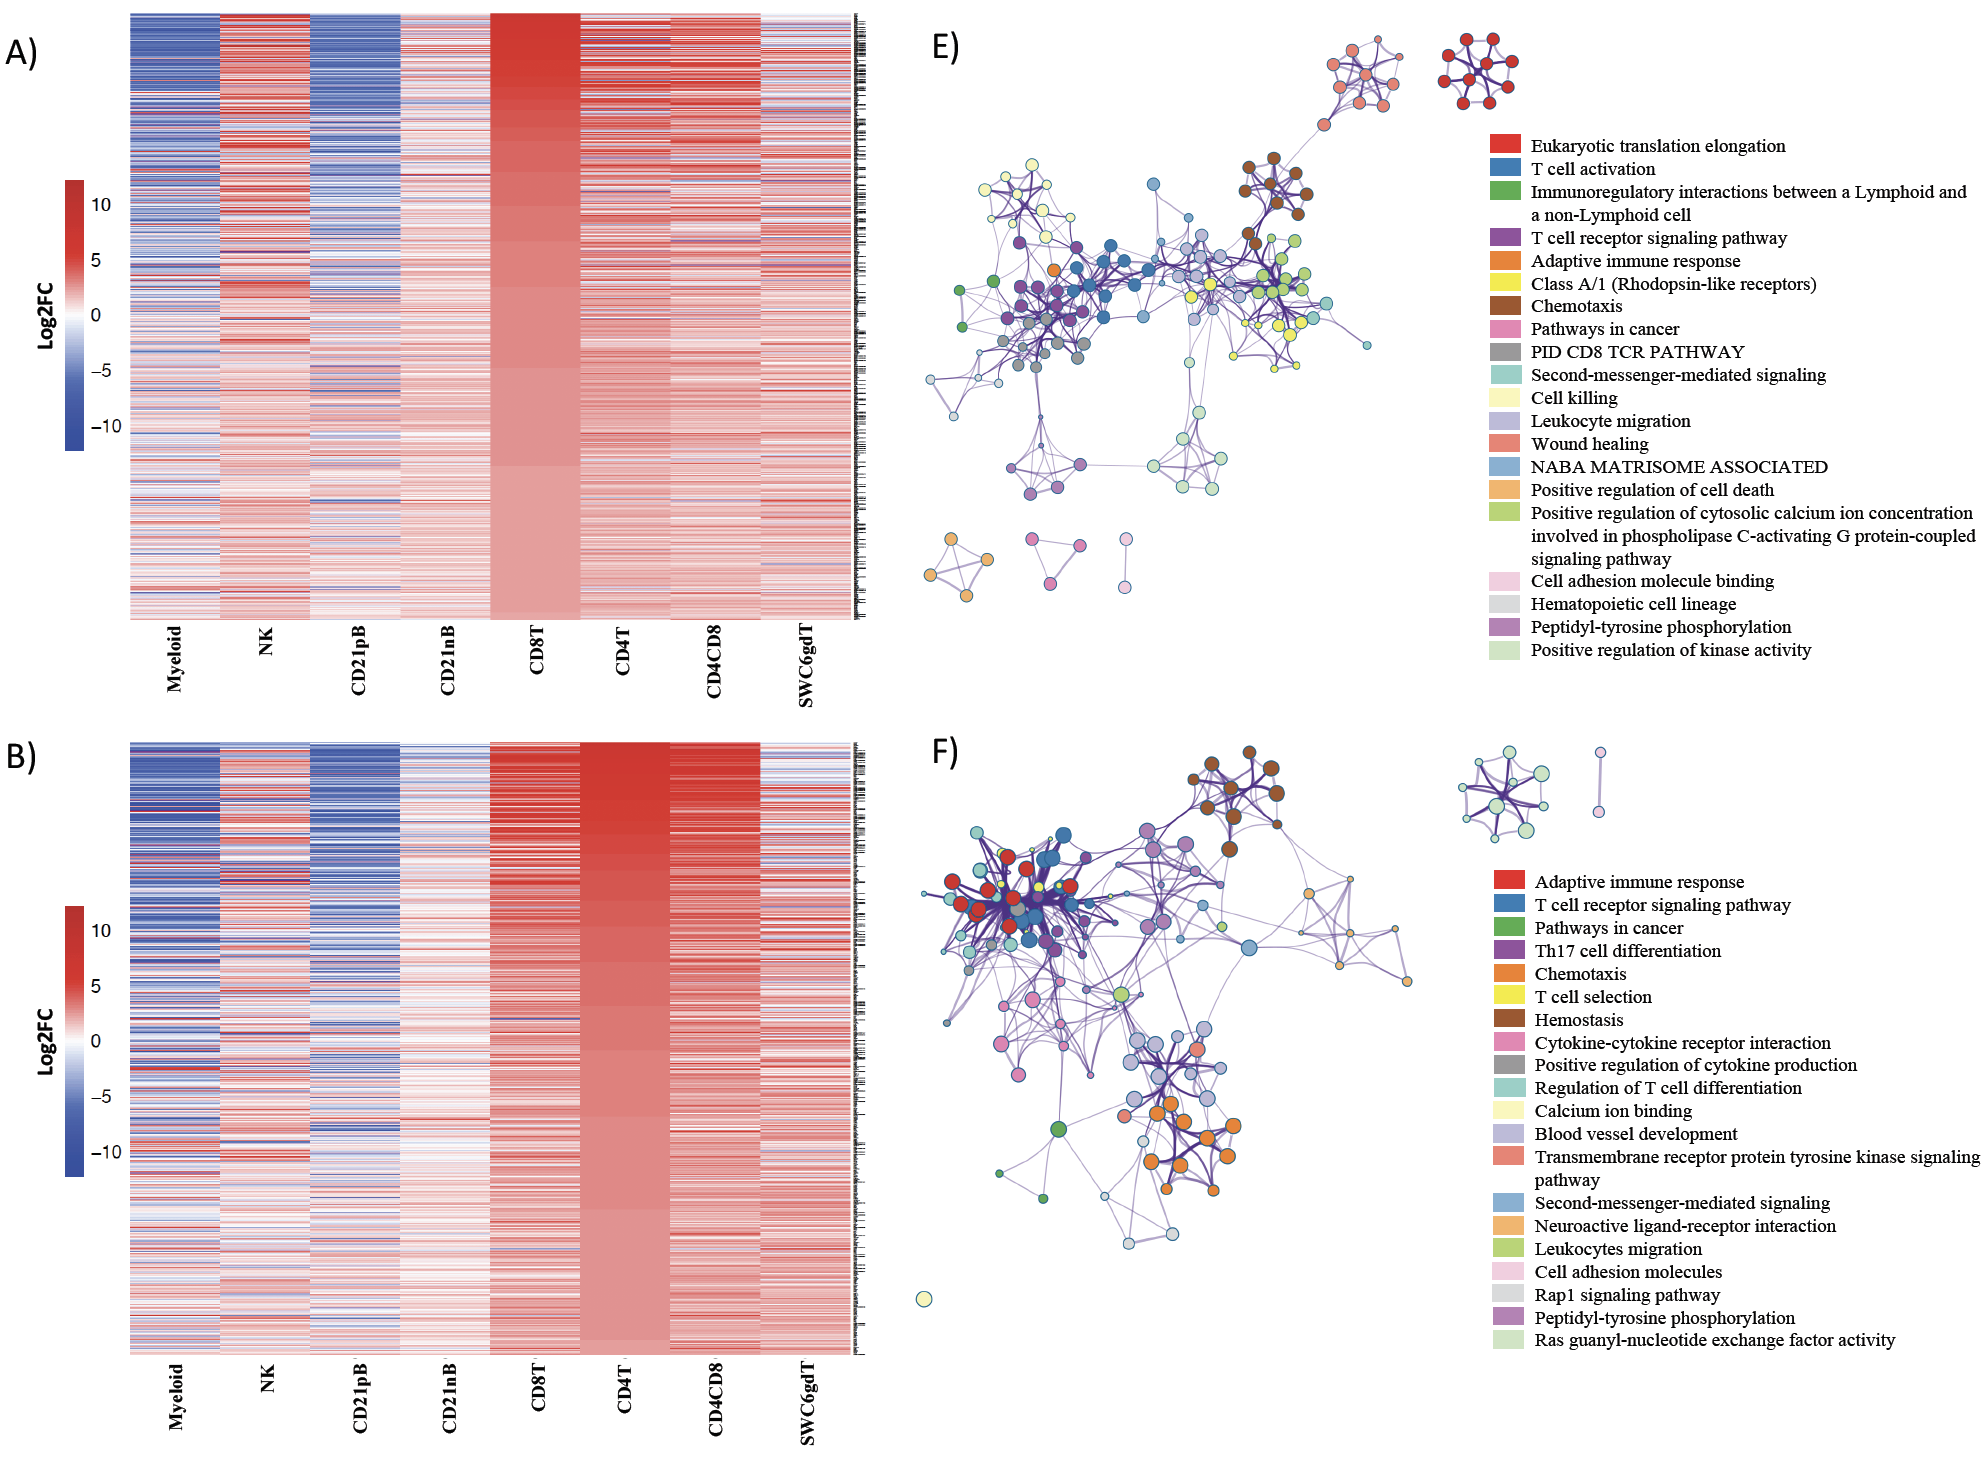 A)
Log2FC
10
5
0
−5
−10
Myeloid
NK
CD21pB
CD21nB
CD8T
CD4T
CD4CD8
SWC6gdT
E)
Eukaryotic translation elongation
T cell activation
Immunoregulatory interactions between a Lymphoid and
a non-Lymphoid cell
T cell receptor signaling pathway
Adaptive immune response
Class A/1 (Rhodopsin-like receptors)
Chemotaxis
Pathways in cancer
PID CD8 TCR PATHWAY
Second-messenger-mediated signaling
Cell killing
Leukocyte migration
Wound healing
NABA MATRISOME ASSOCIATED
Positive regulation of cell death
Positive regulation of cytosolic calcium ion concentration
involved in phospholipase C-activating G protein-coupled
signaling pathway
Cell adhesion molecule binding
Hematopoietic cell lineage
Peptidyl-tyrosine phosphorylation
Positive regulation of kinase activity
B)
Log2FC
10
5
0
−5
−10
Myeloid
NK
CD21pB
CD21nB
CD8T
CD4T
CD4CD8
SWC6gdT
F)
Adaptive immune response
T cell receptor signaling pathway
Pathways in cancer
Th17 cell differentiation
Chemotaxis
T cell selection
Hemostasis
Cytokine-cytokine receptor interaction
Positive regulation of cytokine production
Regulation of T cell differentiation
Calcium ion binding
Blood vessel development
Transmembrane receptor protein tyrosine kinase signaling
pathway
Second-messenger-mediated signaling
Neuroactive ligand-receptor interaction
Leukocytes migration
Cell adhesion molecules
Rap1 signaling pathway
Peptidyl-tyrosine phosphorylation
Ras guanyl-nucleotide exchange factor activity